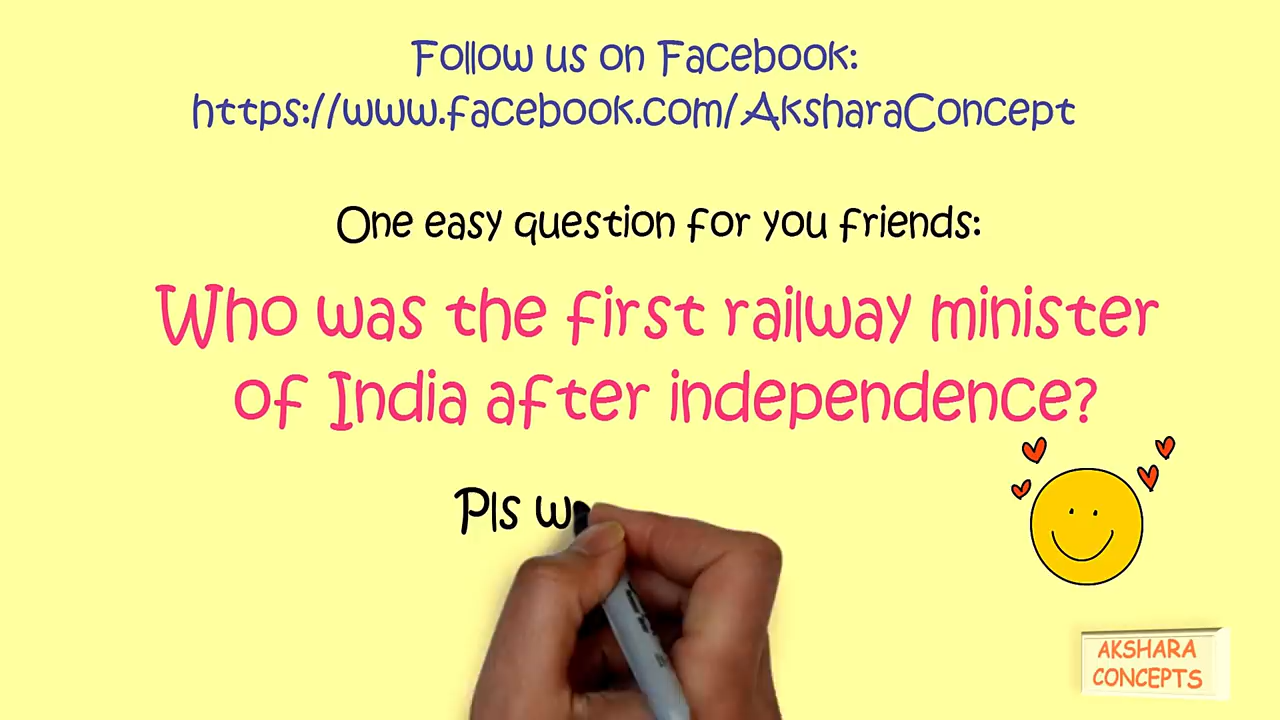 Follow us on Facebook:
https://www.facebook.com/AksharaConcept
One easy question for you friends:
Who was the first railway minister
of India after independence?
Pls w
AKSHARA
CONCEPTS